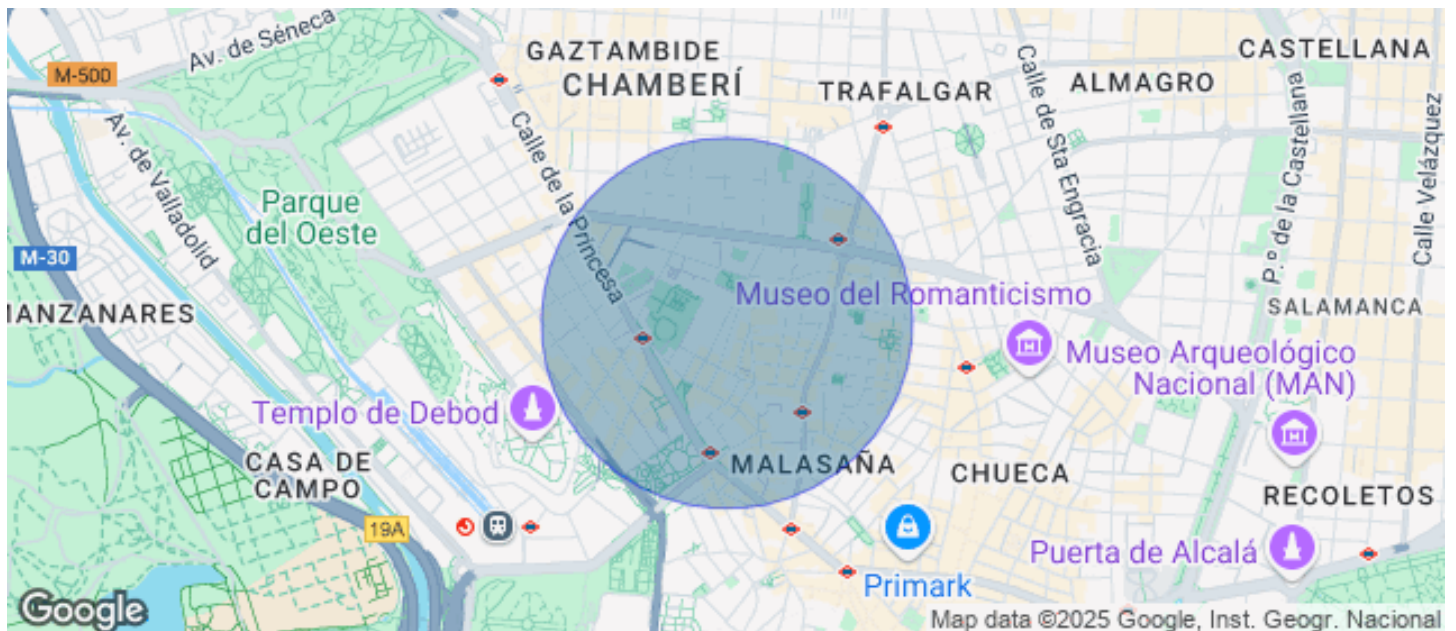 Av. de Séneca
GAZTAMBIDE
CHAMBERÍ
CASTELLANA
M-500
TRAFALGAR
ALMAGRO
Av. de Valladolid
Calle de la Princesa
Calle de Sta Engracia
P.º de la Castellana
Calle Velázquez
Parque
del Oeste
M-30
MANZANARES
Museo del Romanticismo
SALAMANCA
Museo Arqueológico
Nacional (MAN)
Templo de Debod
CASA DE
CAMPO
MALASAÑA
CHUECA
RECOLETOS
19A
Puerta de Alcalá
Primark
Google
Map data ©2025 Google, Inst. Geogr. Nacional